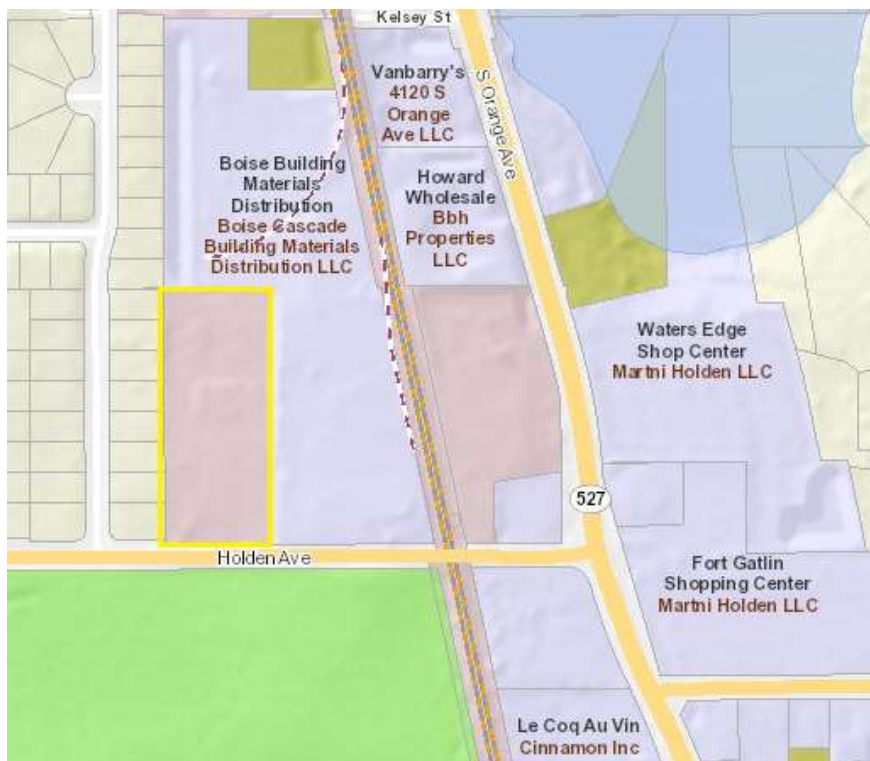 Kelsey St
Vanbarry's
4120 S
Orange
Ave LLC
S Orange Ave
Boise Building
Materials
Distribution
Boise Cascade
Building Materials
Distribution LLC
Howard
Wholesale
Bbh
Properties
LLC
Waters Edge
Shop Center
Martni Holden LLC
527
Holden Ave
Fort Gatlin
Shopping Center
Martni Holden LLC
Le Coq Au Vin
Cinnamon Inc